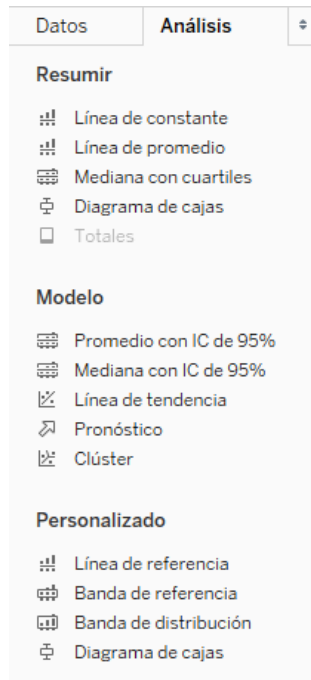 Datos Análisis
Resumir
Línea de constante
Línea de promedio
Mediana con cuartiles
Diagrama de cajas
Totales
Modelo
Promedio con IC de 95%
Mediana con IC de 95%
Línea de tendencia
Pronóstico
Clúster
Personalizado
Línea de referencia
Banda de referencia
Banda de distribución
Diagrama de cajas